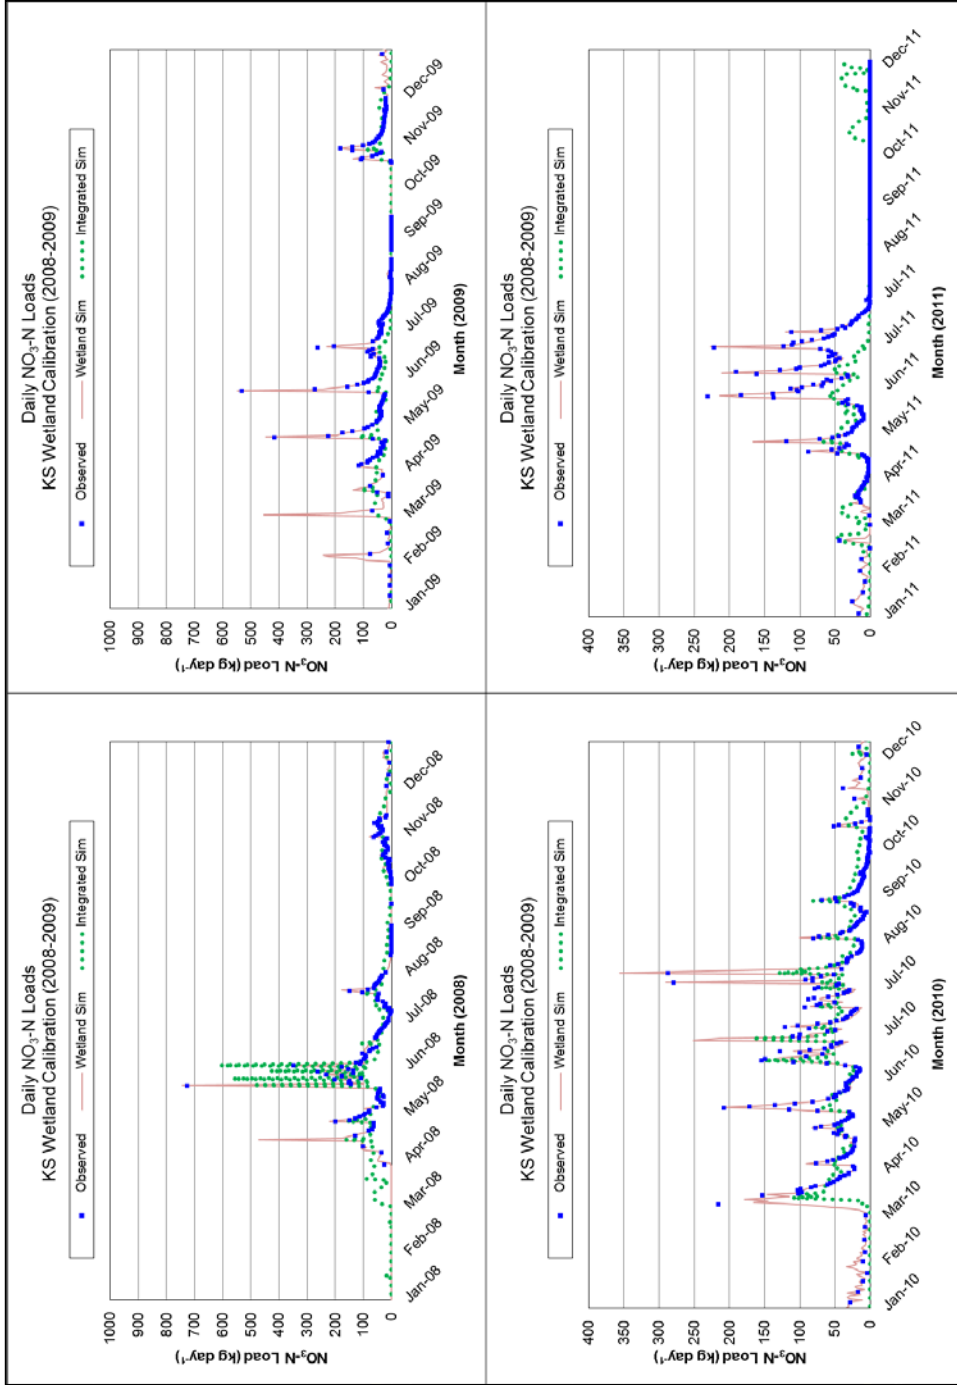 Daily NO₃-N Loads
KS Wetland Calibration (2008-2009)
Observed Wetland Sim Integrated Sim
1000
900
800
700
600
500
400
300
200
100
0
NO₃-N Load (kg day⁻¹)
Jan-08 Feb-08 Mar-08 Apr-08 May-08 Jun-08 Jul-08 Aug-08 Sep-08 Oct-08 Nov-08 Dec-08
Month (2008)
Daily NO₃-N Loads
KS Wetland Calibration (2008-2009)
Observed Wetland Sim Integrated Sim
1000
900
800
700
600
500
400
300
200
100
0
NO₃-N Load (kg day⁻¹)
Jan-09 Feb-09 Mar-09 Apr-09 May-09 Jun-09 Jul-09 Aug-09 Sep-09 Oct-09 Nov-09 Dec-09
Month (2009)
Daily NO₃-N Loads
KS Wetland Calibration (2008-2009)
Observed Wetland Sim Integrated Sim
400
350
300
250
200
150
100
50
0
NO₃-N Load (kg day⁻¹)
Jan-10 Feb-10 Mar-10 Apr-10 May-10 Jun-10 Jul-10 Jul-10 Aug-10 Sep-10 Oct-10 Nov-10 Dec-10
Month (2010)
Daily NO₃-N Loads
KS Wetland Calibration (2008-2009)
Observed Wetland Sim Integrated Sim
400
350
300
250
200
150
100
50
0
NO₃-N Load (kg day⁻¹)
Jan-11 Feb-11 Mar-11 Apr-11 May-11 Jun-11 Jul-11 Jul-11 Aug-11 Sep-11 Oct-11 Nov-11 Dec-11
Month (2011)